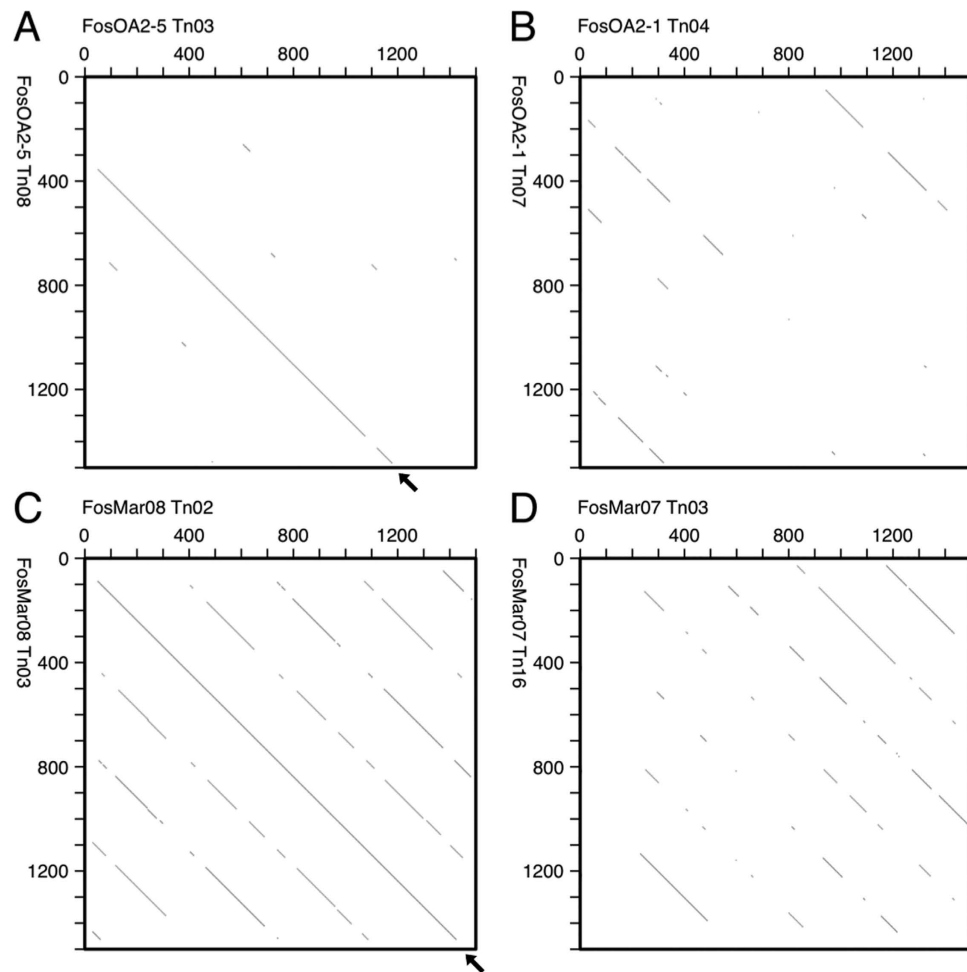 A FosOA2-5 Tn03
0 400 800 1200
FosOA2-5 Tn08
0
400
800
1200
B FosOA2-1 Tn04
0 400 800 1200
FosOA2-1 Tn07
0
400
800
1200
C FosMar08 Tn02
0 400 800 1200
FosMar08 Tn03
0
400
800
1200
D FosMar07 Tn03
0 400 800 1200
FosMar07 Tn16
0
400
800
1200